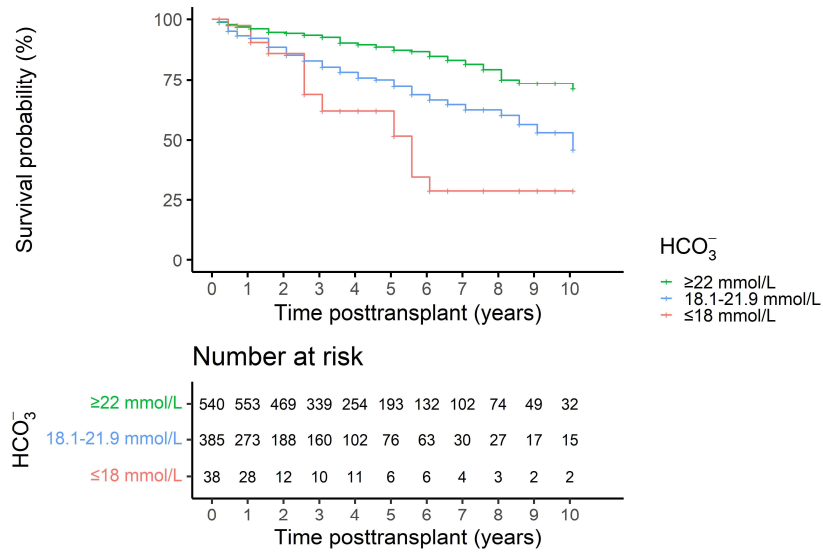 Survival probability (%)
100
75
50
25
0
0 1 2 3 4 5 6 7 8 9 10
Time posttransplant (years)
HCO₃⁻
≥22 mmol/L
18.1-21.9 mmol/L
≤18 mmol/L
Number at risk
HCO₃⁻
≥22 mmol/L 540 553 469 339 254 193 132 102 74 49 32
18.1-21.9 mmol/L 385 273 188 160 102 76 63 30 27 17 15
≤18 mmol/L 38 28 12 10 11 6 6 4 3 2 2
0 1 2 3 4 5 6 7 8 9 10
Time posttransplant (years)